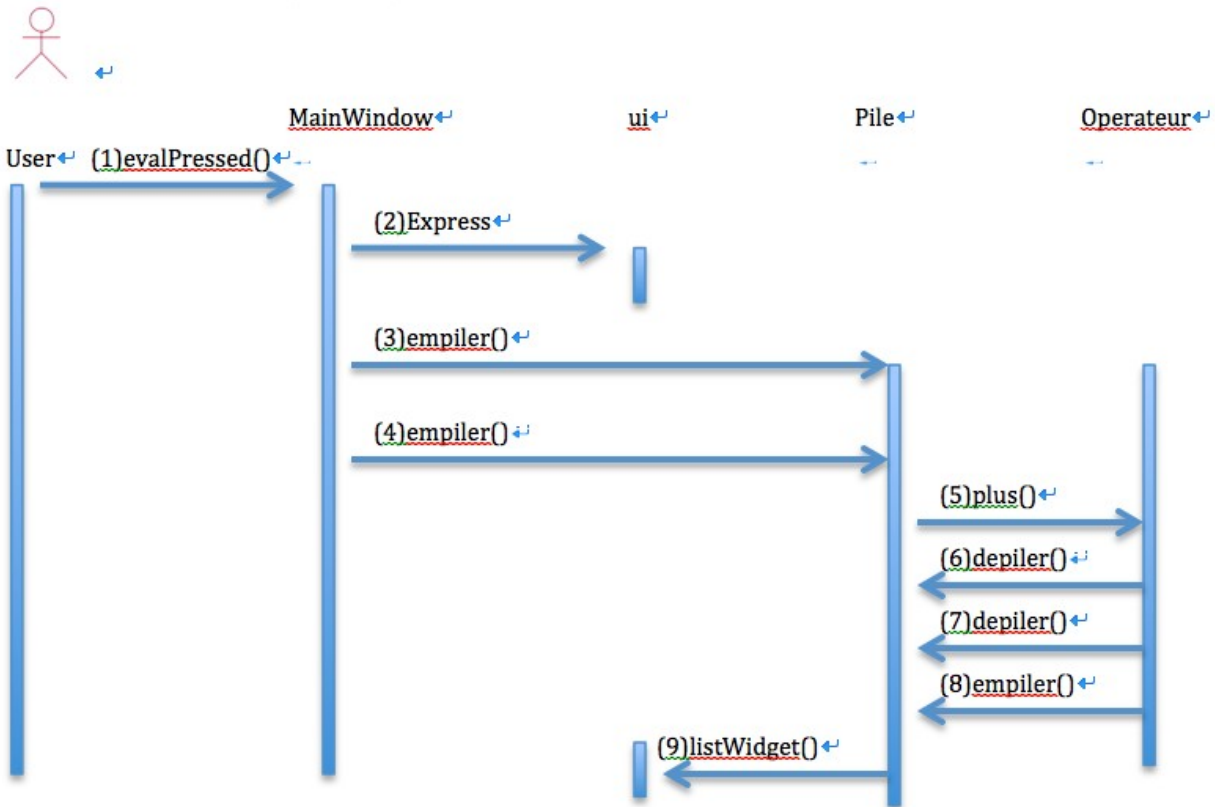 MainWindow ui Pile Operateur
User (1)evalPressed()
(2)Express
(3)empiler()
(4)empiler()
(5)plus()
(6)depiler()
(7)depiler()
(8)empiler()
(9)listWidget()